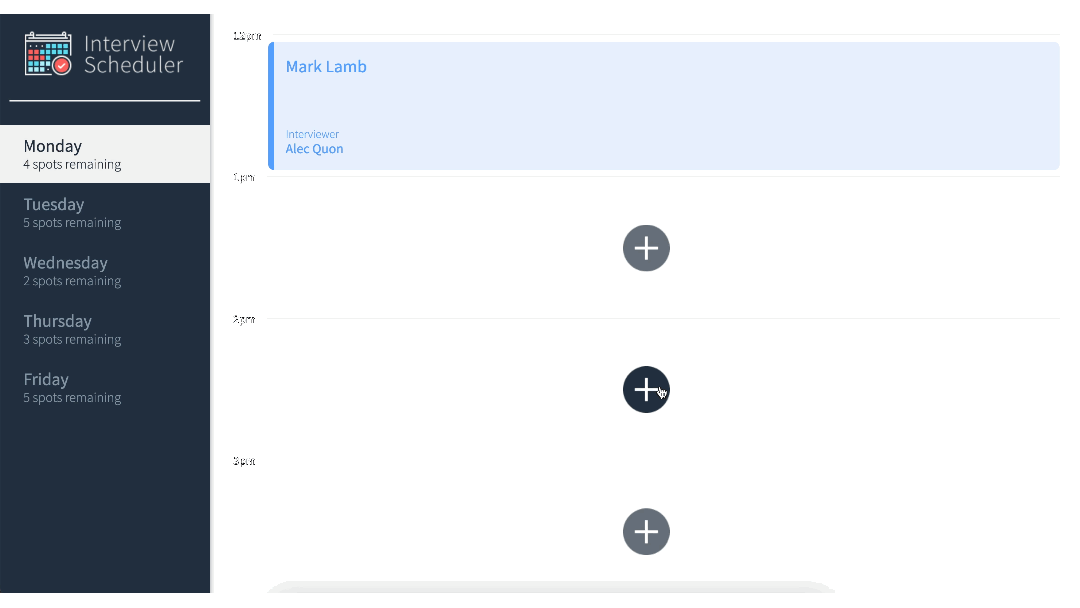 Interview
Scheduler
Monday
4 spots remaining
Tuesday
5 spots remaining
Wednesday
2 spots remaining
Thursday
3 spots remaining
Friday
5 spots remaining
12pm
Mark Lamb
Interviewer
Alec Quon
1pm
2pm
3pm